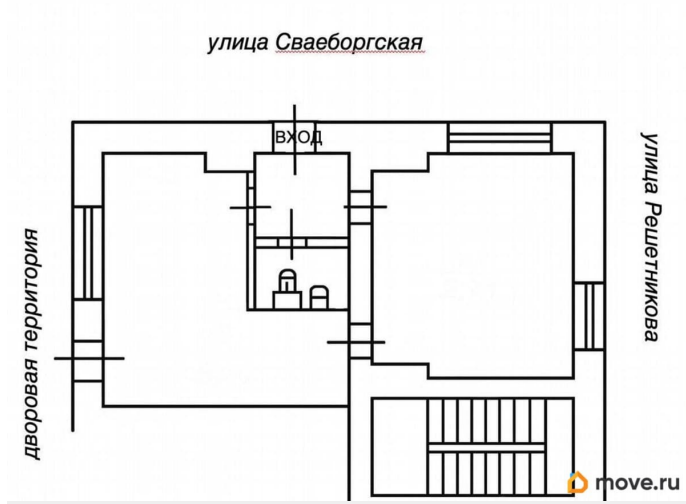 улица Сваеборгская
ВХОД
улица Решетникова
дворовая территория
move.ru